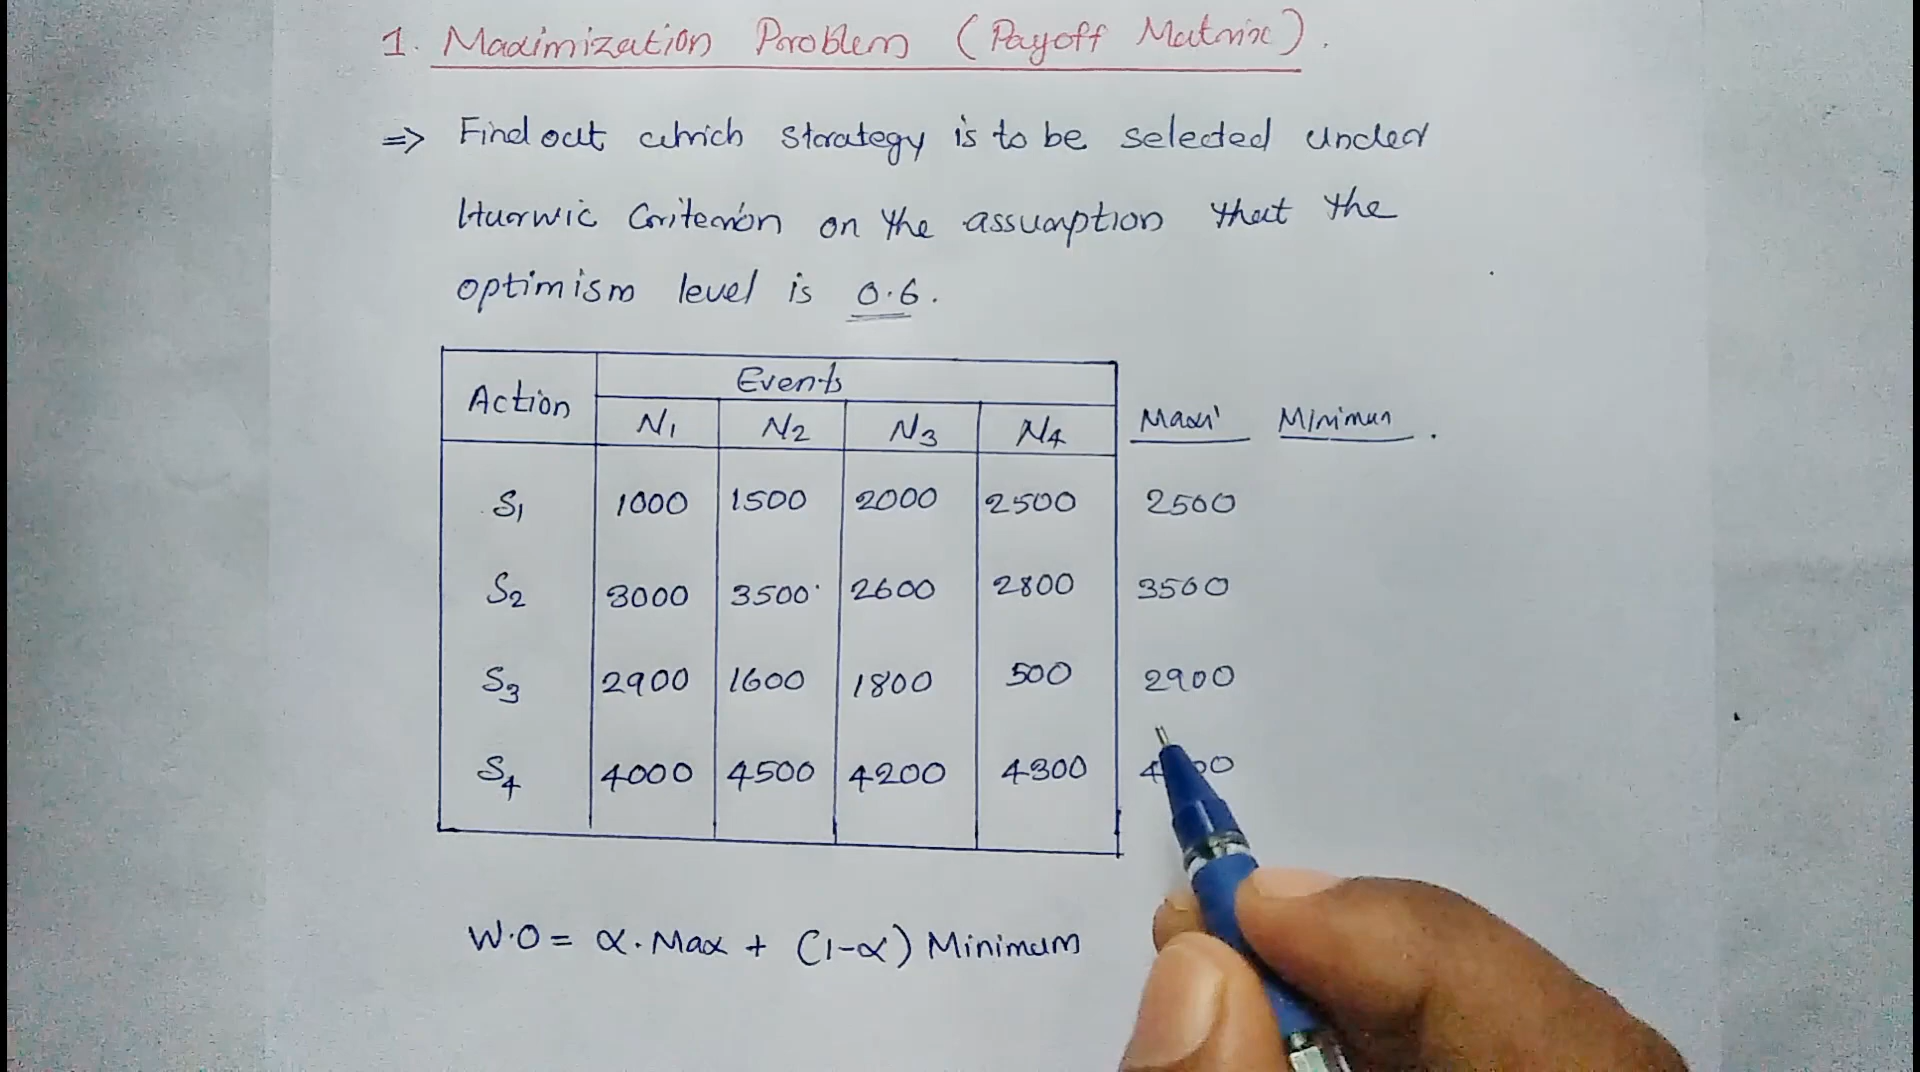 1. Maximization Problem (Payoff Matrix).
=> Find out which strategy is to be selected under
Hurwic Criterion on the assumption that the
optimism level is 0.6.
Action Events
N1 N2 N3 N4 Maxi' Minimum .
S1 1000 1500 2000 2500 2500
S2 3000 3500 2600 2800 3500
S3 2900 1600 1800 500 2900
S4 4000 4500 4200 4300
W.O = α. Max + (1-α) Minimum